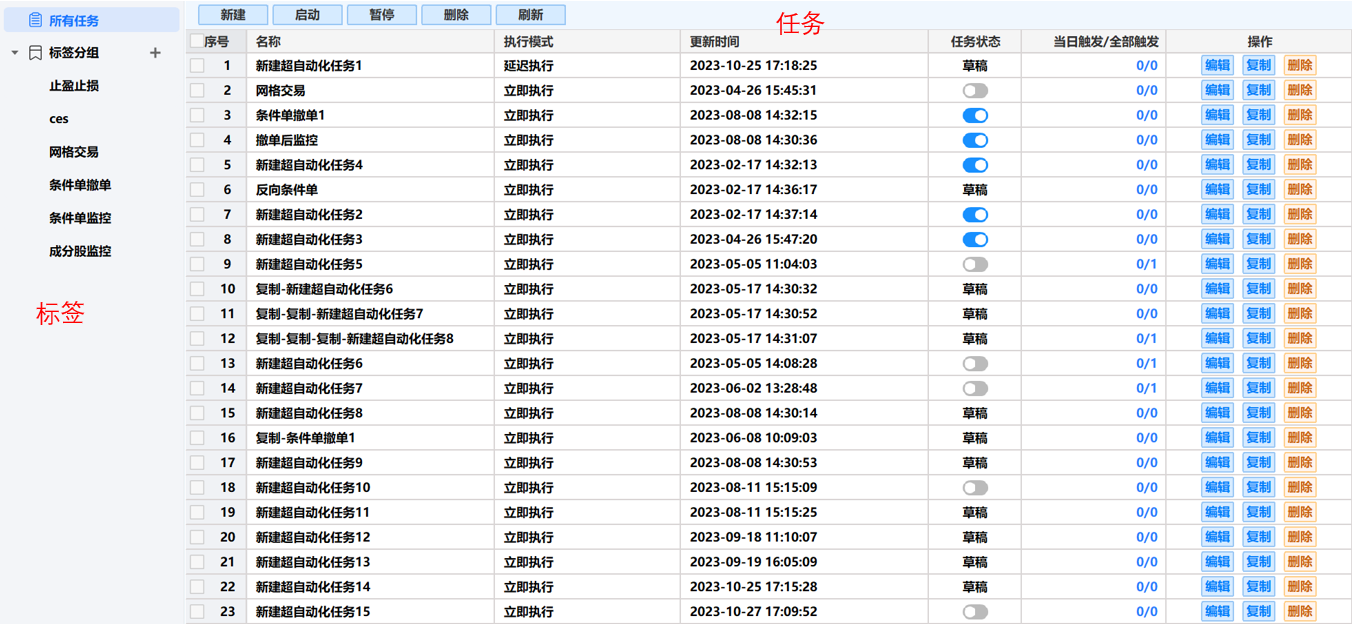 所有任务
标签分组 +
止盈止损
ces
网格交易
条件单撤单
条件单监控
成分股监控
标签
新建 启动 暂停 删除 刷新
任务
序号 名称 执行模式 更新时间 任务状态 当日触发/全部触发 操作
1 新建超自动化任务1 延迟执行 2023-10-25 17:18:25 草稿 0/0 编辑 复制 删除
2 网格交易 立即执行 2023-04-26 15:45:31 0/0 编辑 复制 删除
3 条件单撤单1 立即执行 2023-08-08 14:32:15 0/0 编辑 复制 删除
4 撤单后监控 立即执行 2023-08-08 14:30:36 0/0 编辑 复制 删除
5 新建超自动化任务4 立即执行 2023-02-17 14:32:13 0/0 编辑 复制 删除
6 反向条件单 立即执行 2023-02-17 14:36:17 草稿 0/0 编辑 复制 删除
7 新建超自动化任务2 立即执行 2023-02-17 14:37:14 0/0 编辑 复制 删除
8 新建超自动化任务3 立即执行 2023-04-26 15:47:20 0/0 编辑 复制 删除
9 新建超自动化任务5 立即执行 2023-05-05 11:04:03 0/1 编辑 复制 删除
10 复制-新建超自动化任务6 立即执行 2023-05-17 14:30:32 草稿 0/0 编辑 复制 删除
11 复制-复制-新建超自动化任务7 立即执行 2023-05-17 14:30:52 草稿 0/0 编辑 复制 删除
12 复制-复制-复制-新建超自动化任务8 立即执行 2023-05-17 14:31:07 草稿 0/1 编辑 复制 删除
13 新建超自动化任务6 立即执行 2023-05-05 14:08:28 0/1 编辑 复制 删除
14 新建超自动化任务7 立即执行 2023-06-02 13:28:48 0/1 编辑 复制 删除
15 新建超自动化任务8 立即执行 2023-08-08 14:30:14 草稿 0/0 编辑 复制 删除
16 复制-条件单撤单1 立即执行 2023-06-08 10:09:03 草稿 0/0 编辑 复制 删除
17 新建超自动化任务9 立即执行 2023-08-08 14:30:53 草稿 0/0 编辑 复制 删除
18 新建超自动化任务10 立即执行 2023-08-11 15:15:09 0/0 编辑 复制 删除
19 新建超自动化任务11 立即执行 2023-08-11 15:15:25 草稿 0/0 编辑 复制 删除
20 新建超自动化任务12 立即执行 2023-09-18 11:10:07 草稿 0/0 编辑 复制 删除
21 新建超自动化任务13 立即执行 2023-09-19 16:05:09 草稿 0/0 编辑 复制 删除
22 新建超自动化任务14 立即执行 2023-10-25 17:15:28 草稿 0/0 编辑 复制 删除
23 新建超自动化任务15 立即执行 2023-10-27 17:09:52 0/0 编辑 复制 删除